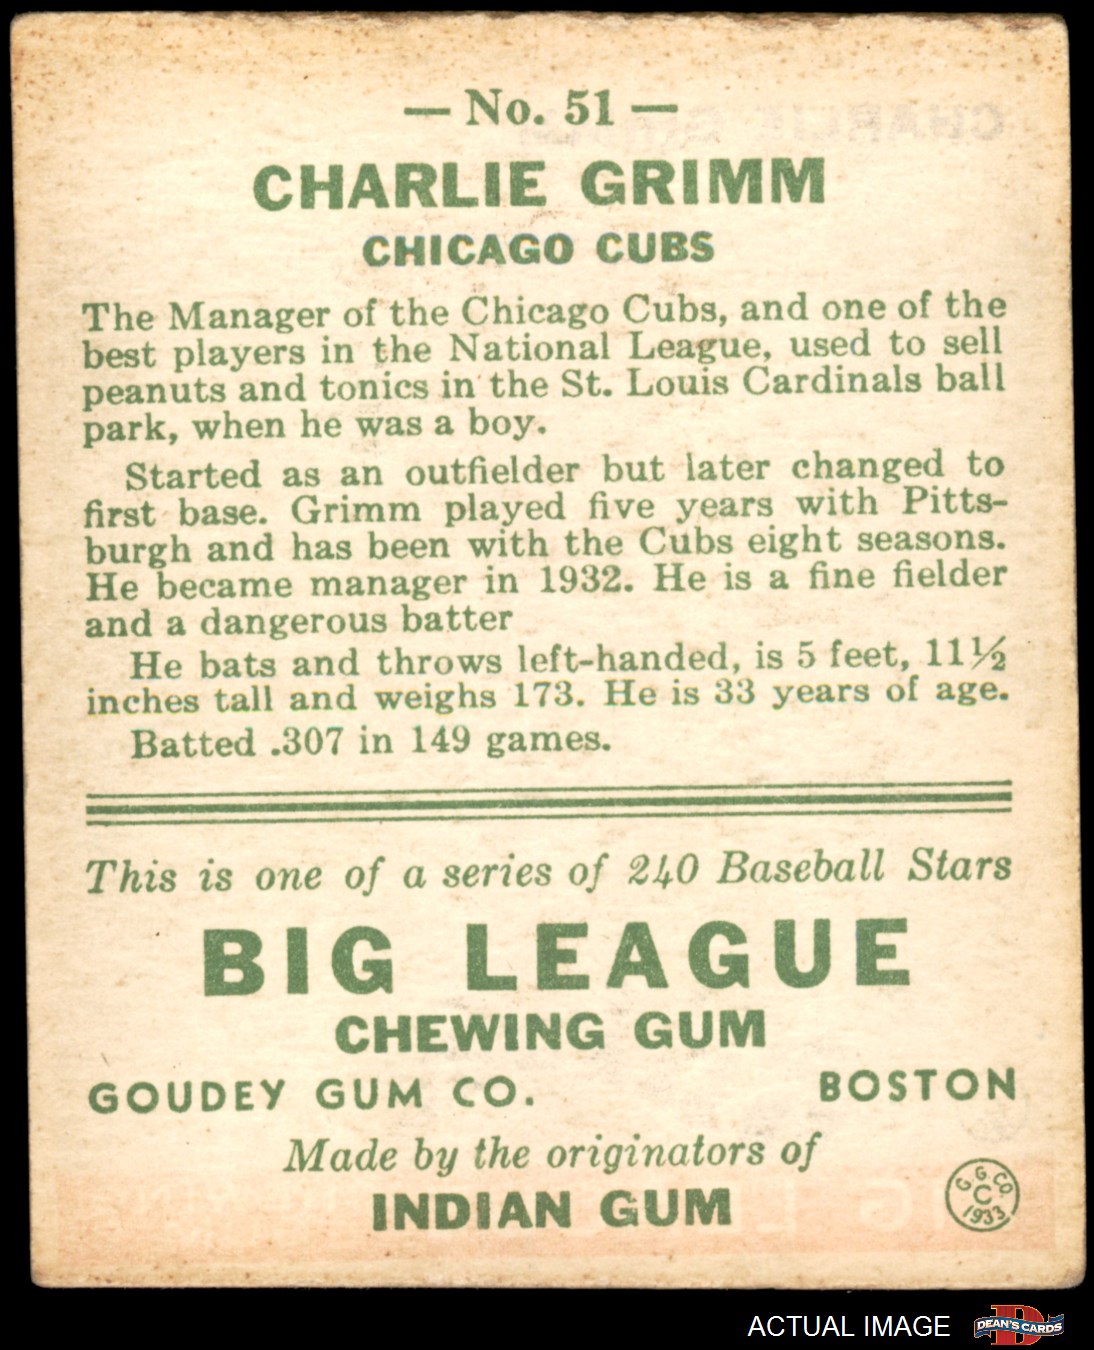 — No. 51 —
CHARLIE GRIMM
CHICAGO CUBS
The Manager of the Chicago Cubs, and one of the
best players in the National League, used to sell
peanuts and tonics in the St. Louis Cardinals ball
park, when he was a boy.
Started as an outfielder but later changed to
first base. Grimm played five years with Pitts-
burgh and has been with the Cubs eight seasons.
He became manager in 1932. He is a fine fielder
and a dangerous batter
He bats and throws left-handed, is 5 feet, 11½
inches tall and weighs 173. He is 33 years of age.
Batted .307 in 149 games.
This is one of a series of 240 Baseball Stars
BIG LEAGUE
CHEWING GUM
GOUDEY GUM CO. BOSTON
Made by the originators of
INDIAN GUM
G. G. CO.
C
1933
ACTUAL IMAGE
D
DEAN'S CARDS